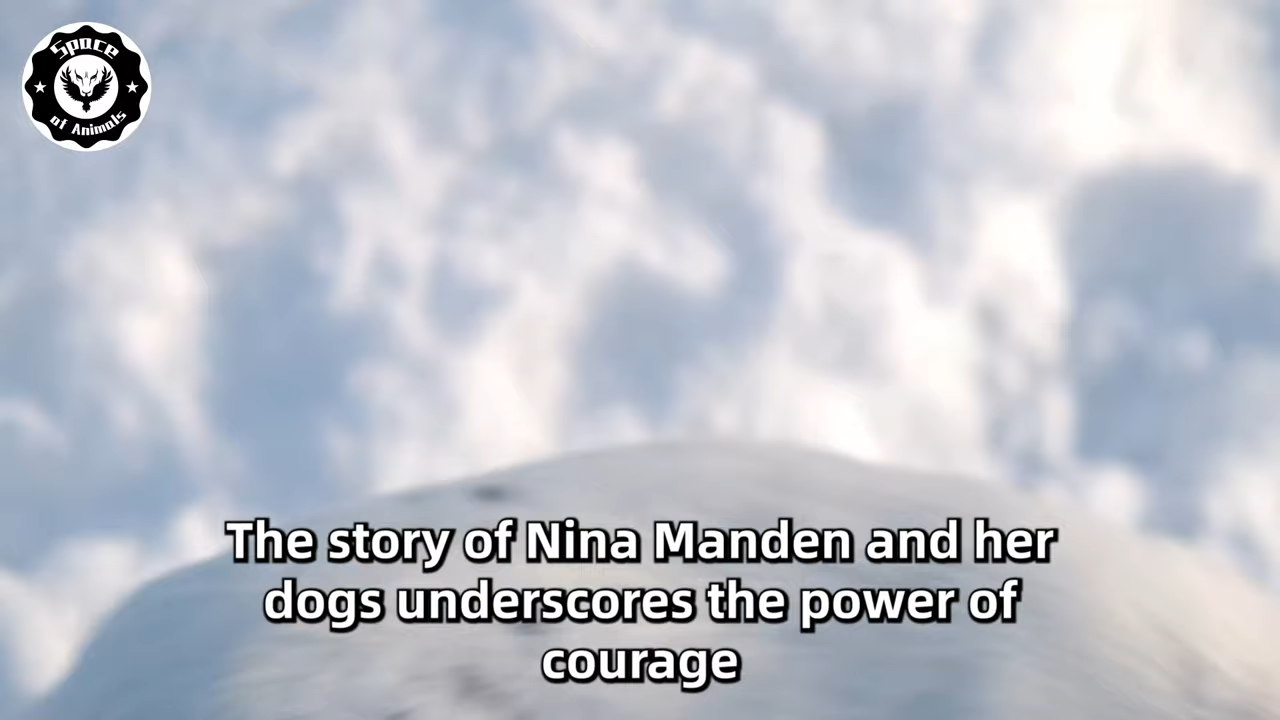 Space
of Animals
The story of Nina Manden and her
dogs underscores the power of
courage